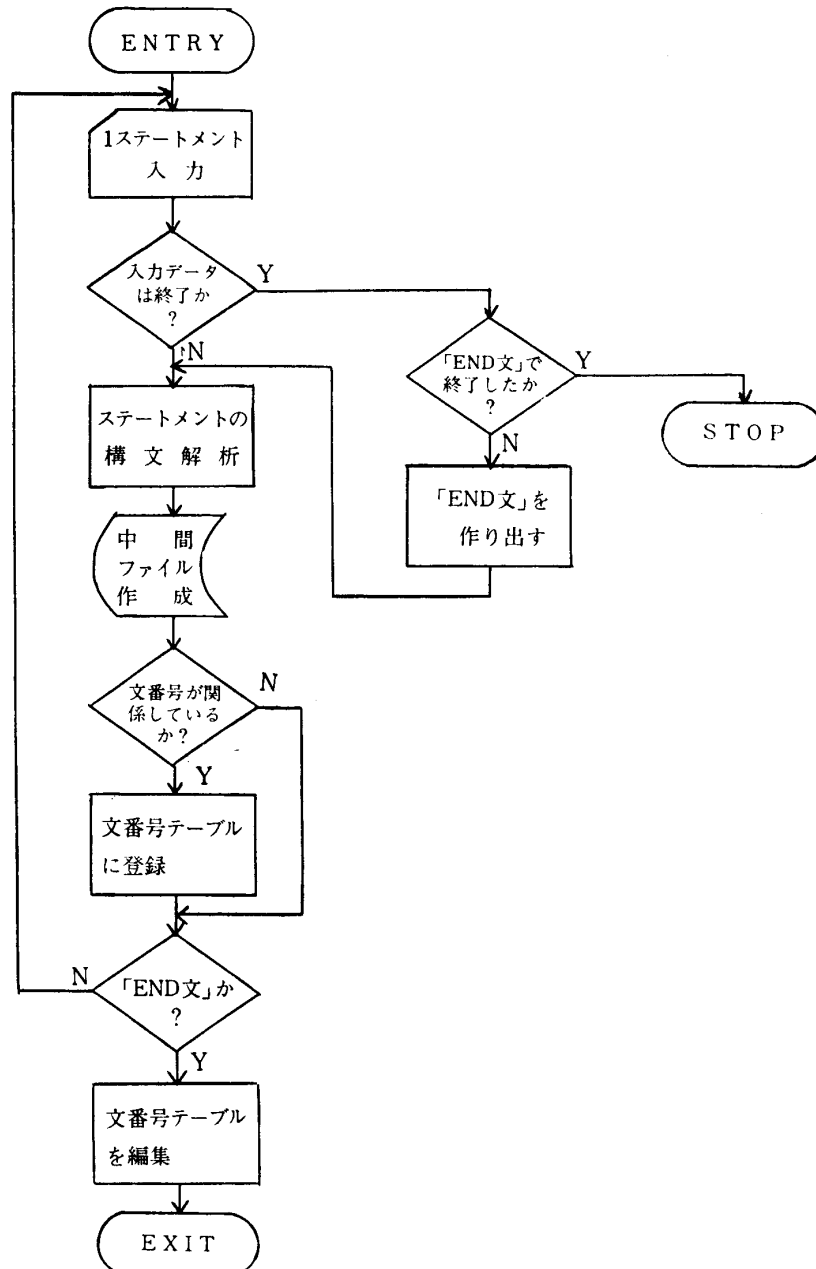 ENTRY
1ステートメント
入力
入力データ
は終了か
?
Y
N
「END文」で
終了したか
?
Y
STOP
N
「END文」を
作り出す
ステートメントの
構文解析
中間
ファイル
作成
文番号が関
係している
か?
N
Y
文番号テーブル
に登録
「END文」か
?
N
Y
文番号テーブル
を編集
EXIT